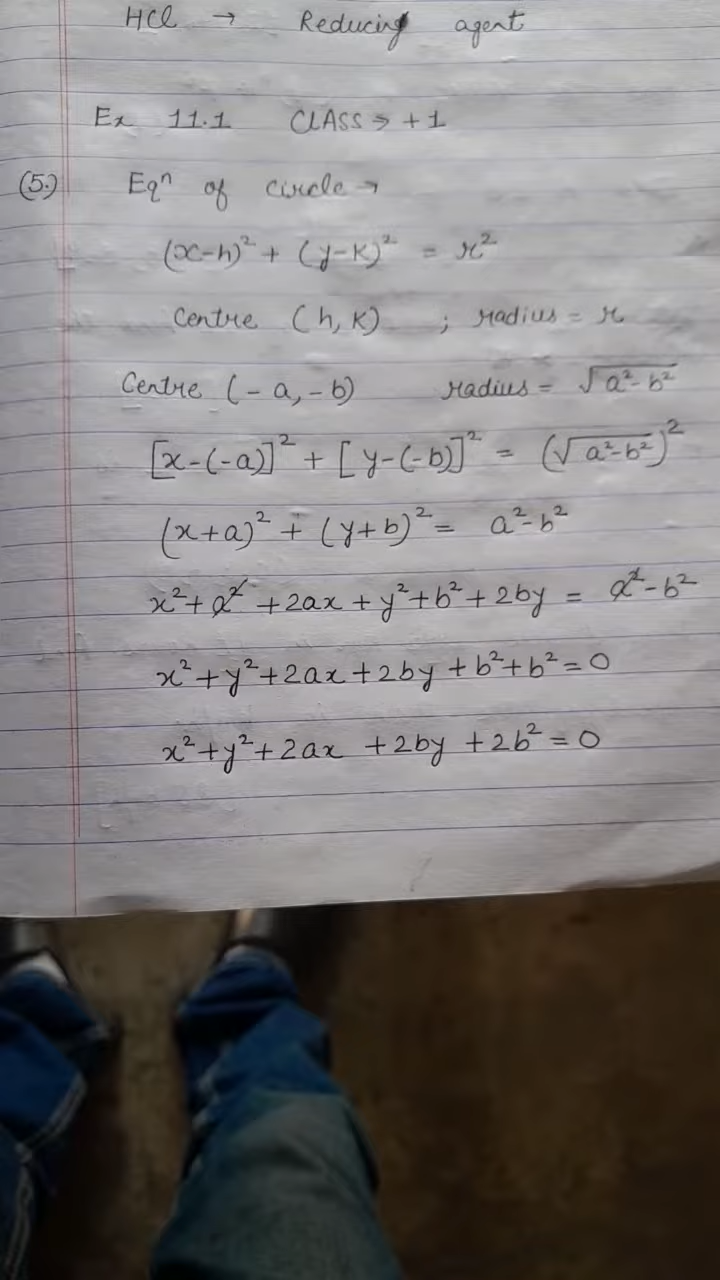 HCl → Reducing agent
Ex 11.1 CLASS → +1
(5.) Eqⁿ of circle →
(x-h)² + (y-K)² = r²
Centre (h, K) ; radius = r
Centre (-a, -b) radius = √a²-b²
[x-(-a)]² + [y-(-b)]² = (√a²-b²)²
(x+a)² + (y+b)² = a²-b²
x² + a² + 2ax + y² + b² + 2by = a² - b²
x² + y² + 2ax + 2by + b² + b² = 0
x² + y² + 2ax + 2by + 2b² = 0